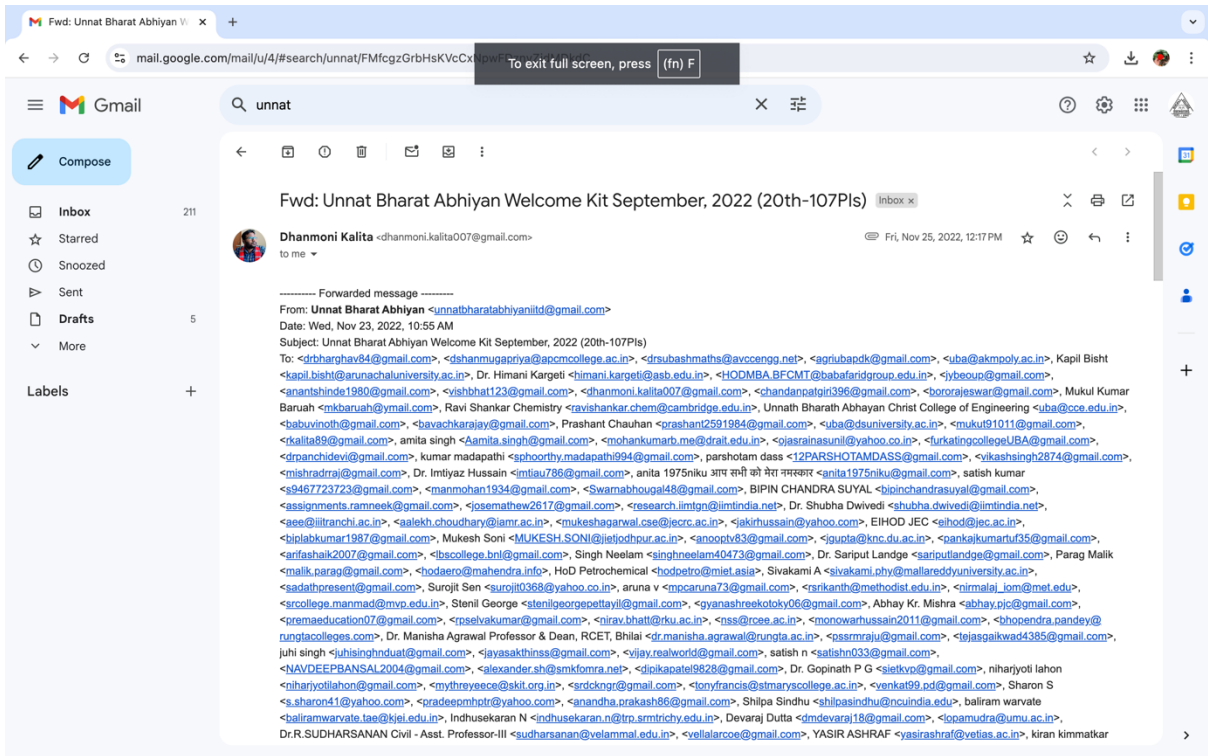 Fwd: Unnat Bharat Abhiyan W
mail.google.com/mail/u/4/#search/unnat/FMfcgzGrbHsKVcCxNpwF
To exit full screen, press (fn) F
Gmail
unnat
Compose
Inbox 211
Starred
Snoozed
Sent
Drafts 5
More
Labels
31
Fwd: Unnat Bharat Abhiyan Welcome Kit September, 2022 (20th-107PIs) Inbox x
Dhanmoni Kalita <dhanmoni.kalita007@gmail.com> Fri, Nov 25, 2022, 12:17 PM
to me
---------- Forwarded message ---------
From: Unnat Bharat Abhiyan <unnatbharatabhiyaniitd@gmail.com>
Date: Wed, Nov 23, 2022, 10:55 AM
Subject: Unnat Bharat Abhiyan Welcome Kit September, 2022 (20th-107PIs)
To: <drbharghav84@gmail.com>, <dshanmugapriya@apcmcollege.ac.in>, <drsubashmaths@avccengg.net>, <agriubapdk@gmail.com>, <uba@akmpoly.ac.in>, Kapil Bisht
<kapil.bisht@arunachaluniversity.ac.in>, Dr. Himani Kargeti <himani.kargeti@asb.edu.in>, <HODMBA.BFCMT@babafaridgroup.edu.in>, <jybeoup@gmail.com>,
<anantshinde1980@gmail.com>, <vishbhat123@gmail.com>, <dhanmoni.kalita007@gmail.com>, <chandanpatgiri396@gmail.com>, <bororajeswar@gmail.com>, Mukul Kumar
Baruah <mkbaruah@ymail.com>, Ravi Shankar Chemistry <ravishankar.chem@cambridge.edu.in>, Unnath Bharath Abhayan Christ College of Engineering <uba@cce.edu.in>,
<babuvinoth@gmail.com>, <bavachkarajay@gmail.com>, Prashant Chauhan <prashant2591984@gmail.com>, <uba@dsuniversity.ac.in>, <mukut91011@gmail.com>,
<rkalita89@gmail.com>, amita singh <Aamita.singh@gmail.com>, <mohankumarb.me@drait.edu.in>, <ojasrainasunil@yahoo.co.in>, <furkatingcollegeUBA@gmail.com>,
<drpanchidevi@gmail.com>, kumar madapathi <sphoorthy.madapathi994@gmail.com>, parshotam dass <12PARSHOTAMDASS@gmail.com>, <vikashsingh2874@gmail.com>,
<mishradrraj@gmail.com>, Dr. Imtiyaz Hussain <imtiau786@gmail.com>, anita 1975niku आप सभी को मेरा नमस्कार <anita1975niku@gmail.com>, satish kumar
<s9467723723@gmail.com>, <manmohan1934@gmail.com>, <Swarnabhougal48@gmail.com>, BIPIN CHANDRA SUYAL <bipinchandrasuyal@gmail.com>,
<assignments.ramneek@gmail.com>, <josemathew2617@gmail.com>, <research.iimtgn@iimtindia.net>, Dr. Shubha Dwivedi <shubha.dwivedi@iimtindia.net>,
<aee@iiitranchi.ac.in>, <aalekh.choudhary@iamr.ac.in>, <mukeshagarwal.cse@jecrc.ac.in>, <jakirhussain@yahoo.com>, EIHOD JEC <eihod@jec.ac.in>,
<biplabkumar1987@gmail.com>, Mukesh Soni <MUKESH.SONI@jietjodhpur.ac.in>, <anooptv83@gmail.com>, <jgupta@knc.du.ac.in>, <pankajkumartuf35@gmail.com>,
<arifashaik2007@gmail.com>, <lbscollege.bnl@gmail.com>, Singh Neelam <singhneelam40473@gmail.com>, Dr. Sariput Landge <sariputlandge@gmail.com>, Parag Malik
<malik.parag@gmail.com>, <hodaero@mahendra.info>, HoD Petrochemical <hodpetro@miet.asia>, Sivakami A <sivakami.phy@mallareddyuniversity.ac.in>,
<sadathpresent@gmail.com>, Surojit Sen <surojit0368@yahoo.co.in>, aruna v <mpcaruna73@gmail.com>, <rsrikanth@methodist.edu.in>, <nirmalaj_iom@met.edu>,
<srcollege.manmad@mvp.edu.in>, Stenil George <stenilgeorgepettayil@gmail.com>, <gyanashreekotoky06@gmail.com>, Abhay Kr. Mishra <abhay.pjc@gmail.com>,
<premaeducation07@gmail.com>, <rpselvakumar@gmail.com>, <nirav.bhatt@rku.ac.in>, <nss@rcee.ac.in>, <monowarhussain2011@gmail.com>, <bhopendra.pandey@
rungtacolleges.com>, Dr. Manisha Agrawal Professor & Dean, RCET, Bhilai <dr.manisha.agrawal@rungta.ac.in>, <pssrmraju@gmail.com>, <tejasgaikwad4385@gmail.com>,
juhi singh <juhisinghnduat@gmail.com>, <jayasakthinss@gmail.com>, <vijay.realworld@gmail.com>, satish n <satishn033@gmail.com>,
<NAVDEEPBANSAL2004@gmail.com>, <alexander.sh@smkfomra.net>, <dipikapatel9828@gmail.com>, Dr. Gopinath P G <sietkvp@gmail.com>, niharjyoti lahon
<niharjyotilahon@gmail.com>, <mythreyeece@skit.org.in>, <srdckngr@gmail.com>, <tonyfrancis@stmaryscollege.ac.in>, <venkat99.pd@gmail.com>, Sharon S
<s.sharon41@yahoo.com>, <pradeepmhptr@yahoo.com>, <anandha.prakash86@gmail.com>, Shilpa Sindhu <shilpasindhu@ncuindia.edu>, baliram warvate
<baliramwarvate.tae@kjei.edu.in>, Indhusekaran N <indhusekaran.n@trp.srmtrichy.edu.in>, Devaraj Dutta <dmdevaraj18@gmail.com>, <lopamudra@umu.ac.in>,
Dr.R.SUDHARSANAN Civil - Asst. Professor-III <sudharsanan@velammal.edu.in>, <vellalarcoe@gmail.com>, YASIR ASHRAF <yasirashraf@vetias.ac.in>, kiran kimmatkar